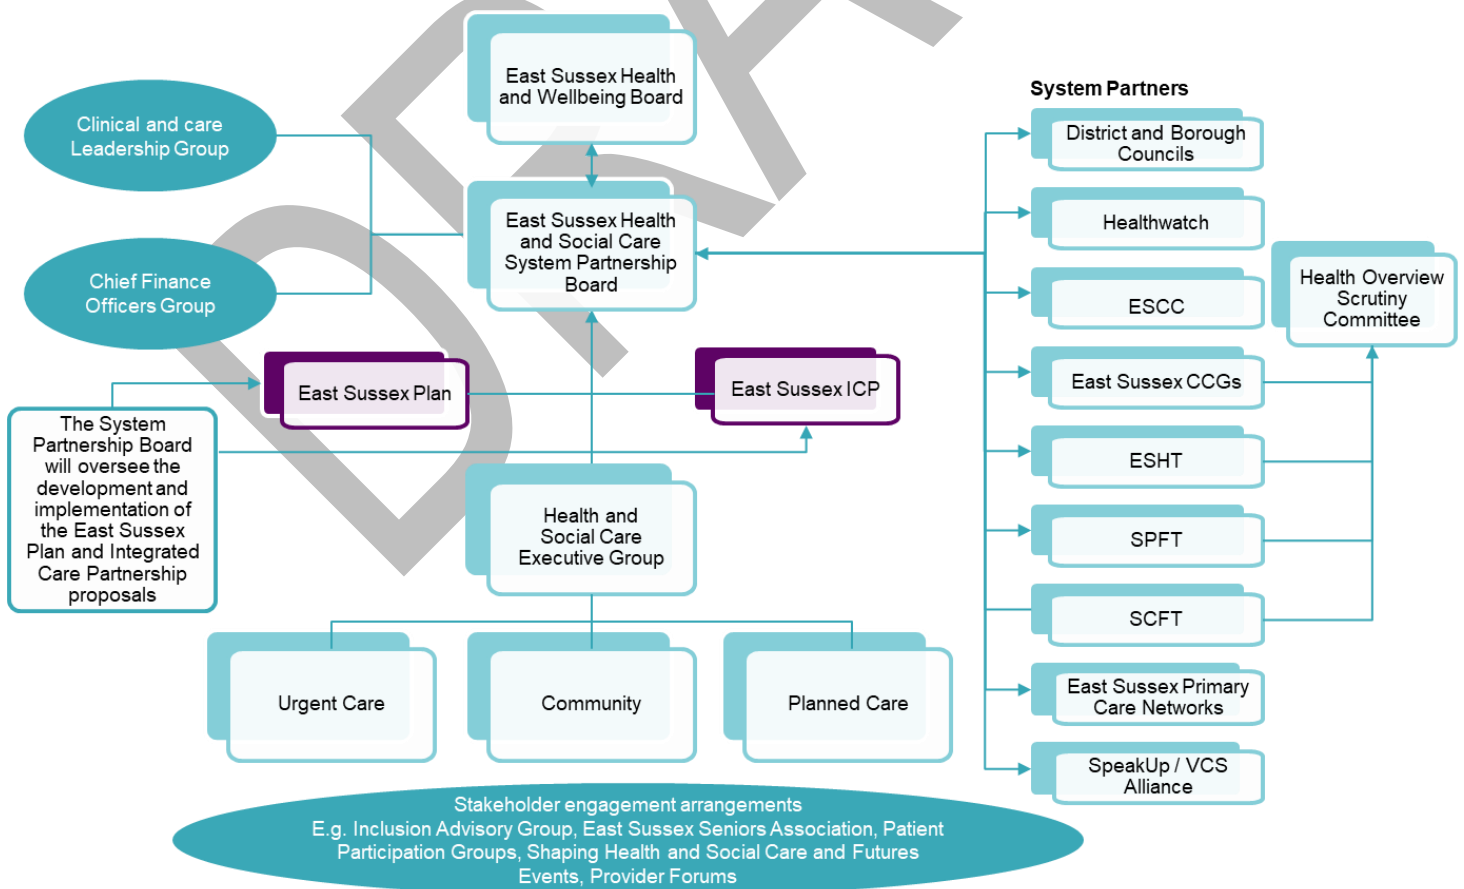 East Sussex Health
and Wellbeing Board
Clinical and care
Leadership Group
East Sussex Health
and Social Care
System Partnership
Board
Chief Finance
Officers Group
East Sussex Plan
East Sussex ICP
The System
Partnership Board
will oversee the
development and
implementation of
the East Sussex
Plan and Integrated
Care Partnership
proposals
Health and
Social Care
Executive Group
Urgent Care
Community
Planned Care
System Partners
District and Borough
Councils
Healthwatch
ESCC
East Sussex CCGs
ESHT
SPFT
SCFT
East Sussex Primary
Care Networks
SpeakUp / VCS
Alliance
Health Overview
Scrutiny
Committee
Stakeholder engagement arrangements
E.g. Inclusion Advisory Group, East Sussex Seniors Association, Patient
Participation Groups, Shaping Health and Social Care and Futures
Events, Provider Forums